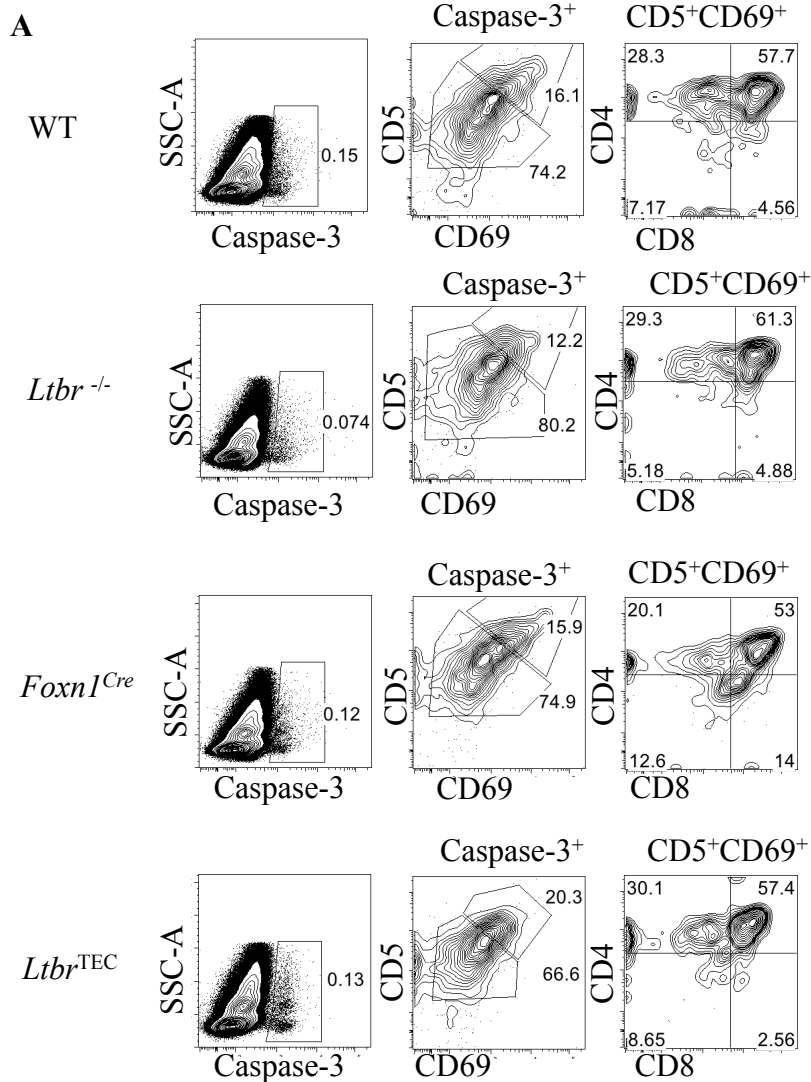 A
Caspase-3⁺ CD5⁺CD69⁺
WT
SSC-A
0.15
Caspase-3
CD5
16.1
74.2
CD69
CD4
28.3 57.7
7.17 4.56
CD8
Caspase-3⁺ CD5⁺CD69⁺
Ltbr -/-
SSC-A
0.074
Caspase-3
CD5
12.2
80.2
CD69
CD4
29.3 61.3
5.18 4.88
CD8
Caspase-3⁺ CD5⁺CD69⁺
Foxn1Cre
SSC-A
0.12
Caspase-3
CD5
15.9
74.9
CD69
CD4
20.1 53
12.6 14
CD8
Caspase-3⁺ CD5⁺CD69⁺
LtbrTEC
SSC-A
0.13
Caspase-3
CD5
20.3
66.6
CD69
CD4
30.1 57.4
8.65 2.56
CD8